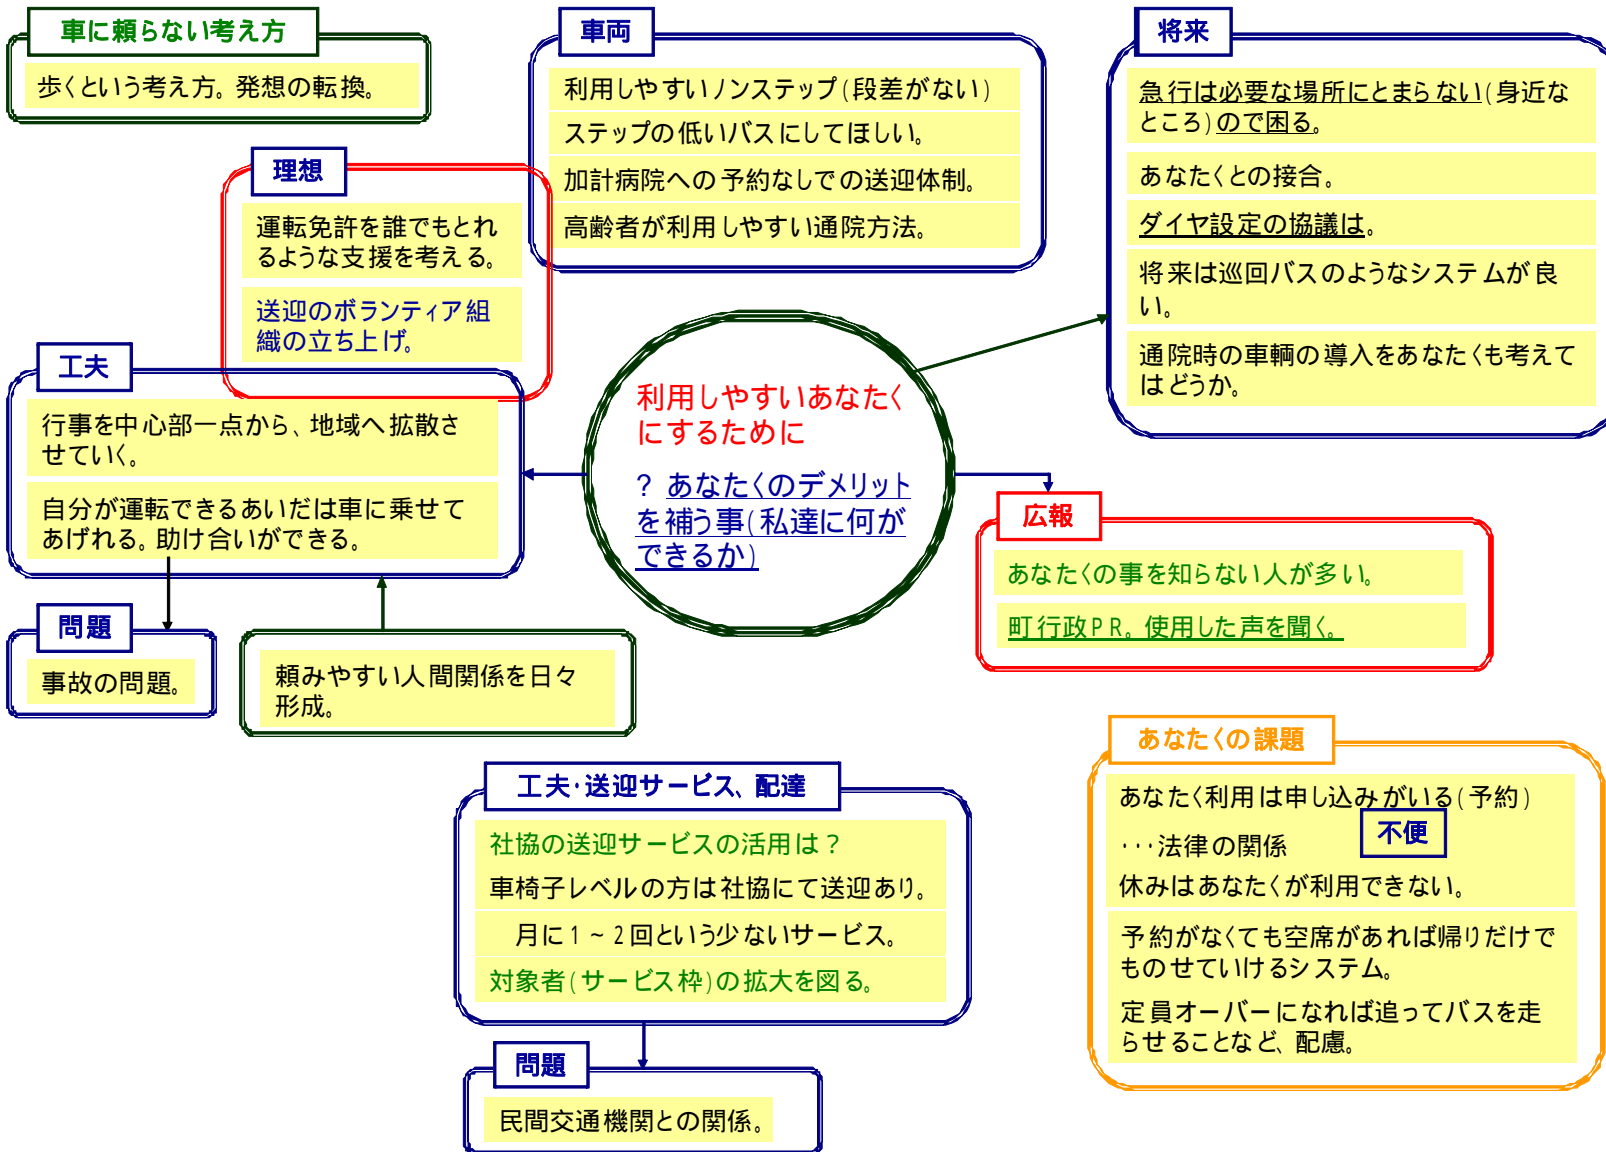 車に頼らない考え方
歩くという考え方。発想の転換。
車両
利用しやすいノンステップ(段差がない)
ステップの低いバスにしてほしい。
加計病院への予約なしでの送迎体制。
高齢者が利用しやすい通院方法。
将来
急行は必要な場所にとまらない(身近な
ところ)ので困る。
あなたくとの接合。
ダイヤ設定の協議は。
将来は巡回バスのようなシステムが良
い。
通院時の車輌の導入をあなたくも考えて
はどうか。
理想
運転免許を誰でもとれ
るような支援を考える。
送迎のボランティア組
織の立ち上げ。
工夫
行事を中心部一点から、地域へ拡散さ
せていく。
自分が運転できるあいだは車に乗せて
あげれる。助け合いができる。
利用しやすいあなたく
にするために
? あなたくのデメリット
を補う事(私達に何が
できるか)
広報
あなたくの事を知らない人が多い。
町行政PR。使用した声を聞く。
問題
事故の問題。
頼みやすい人間関係を日々
形成。
あなたくの課題
あなたく利用は申し込みがいる(予約)
不便
・・・法律の関係
休みはあなたくが利用できない。
予約がなくても空席があれば帰りだけで
ものせていけるシステム。
定員オーバーになれば追ってバスを走
らせることなど、配慮。
工夫・送迎サービス、配達
社協の送迎サービスの活用は?
車椅子レベルの方は社協にて送迎あり。
月に1~2回という少ないサービス。
対象者(サービス枠)の拡大を図る。
問題
民間交通機関との関係。